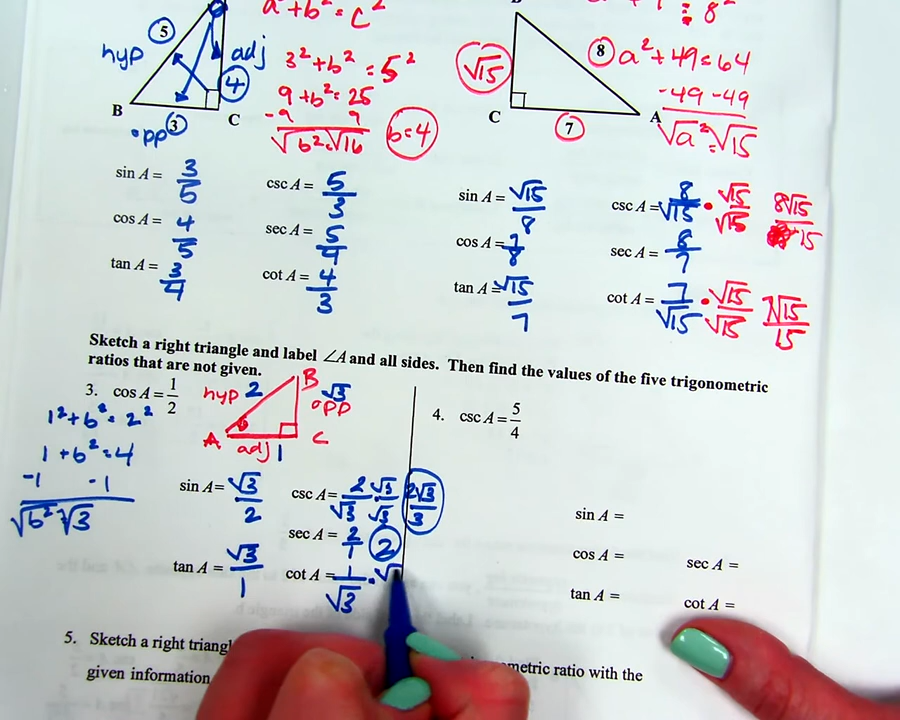 a² + b² = c²
8²
5
hyp
adj
4
3² + b² = 5²
9 + b² = 25
-9 9
√b² = √16
b = 4
B
C
opp 3
√15
8
a² + 49 = 64
-49 -49
√a² = √15
C
7
A
sin A = 3/5
csc A = 5/3
cos A = 4/5
sec A = 5/4
tan A = 3/4
cot A = 4/3
sin A = √15/8
csc A = 8/√15 • √15/√15 8√15/15
cos A = 7/8
sec A = 8/7
tan A = √15/7
cot A = 7/√15 • √15/√15 7√15/15
Sketch a right triangle and label ∠A and all sides. Then find the values of the five trigonometric
ratios that are not given.
3. cos A = 1/2
hyp 2
B
√3
opp
A
adj 1
C
1² + b² = 2²
1 + b² = 4
-1 -1
√b² √3
sin A = √3/2
csc A = 2/√3 · √3/√3 2√3/3
sec A = 2/1 2
tan A = √3/1
cot A = 1/√3 · √
4. csc A = 5/4
sin A =
cos A =
sec A =
tan A =
cot A =
5. Sketch a right triangl
metric ratio with the
given information